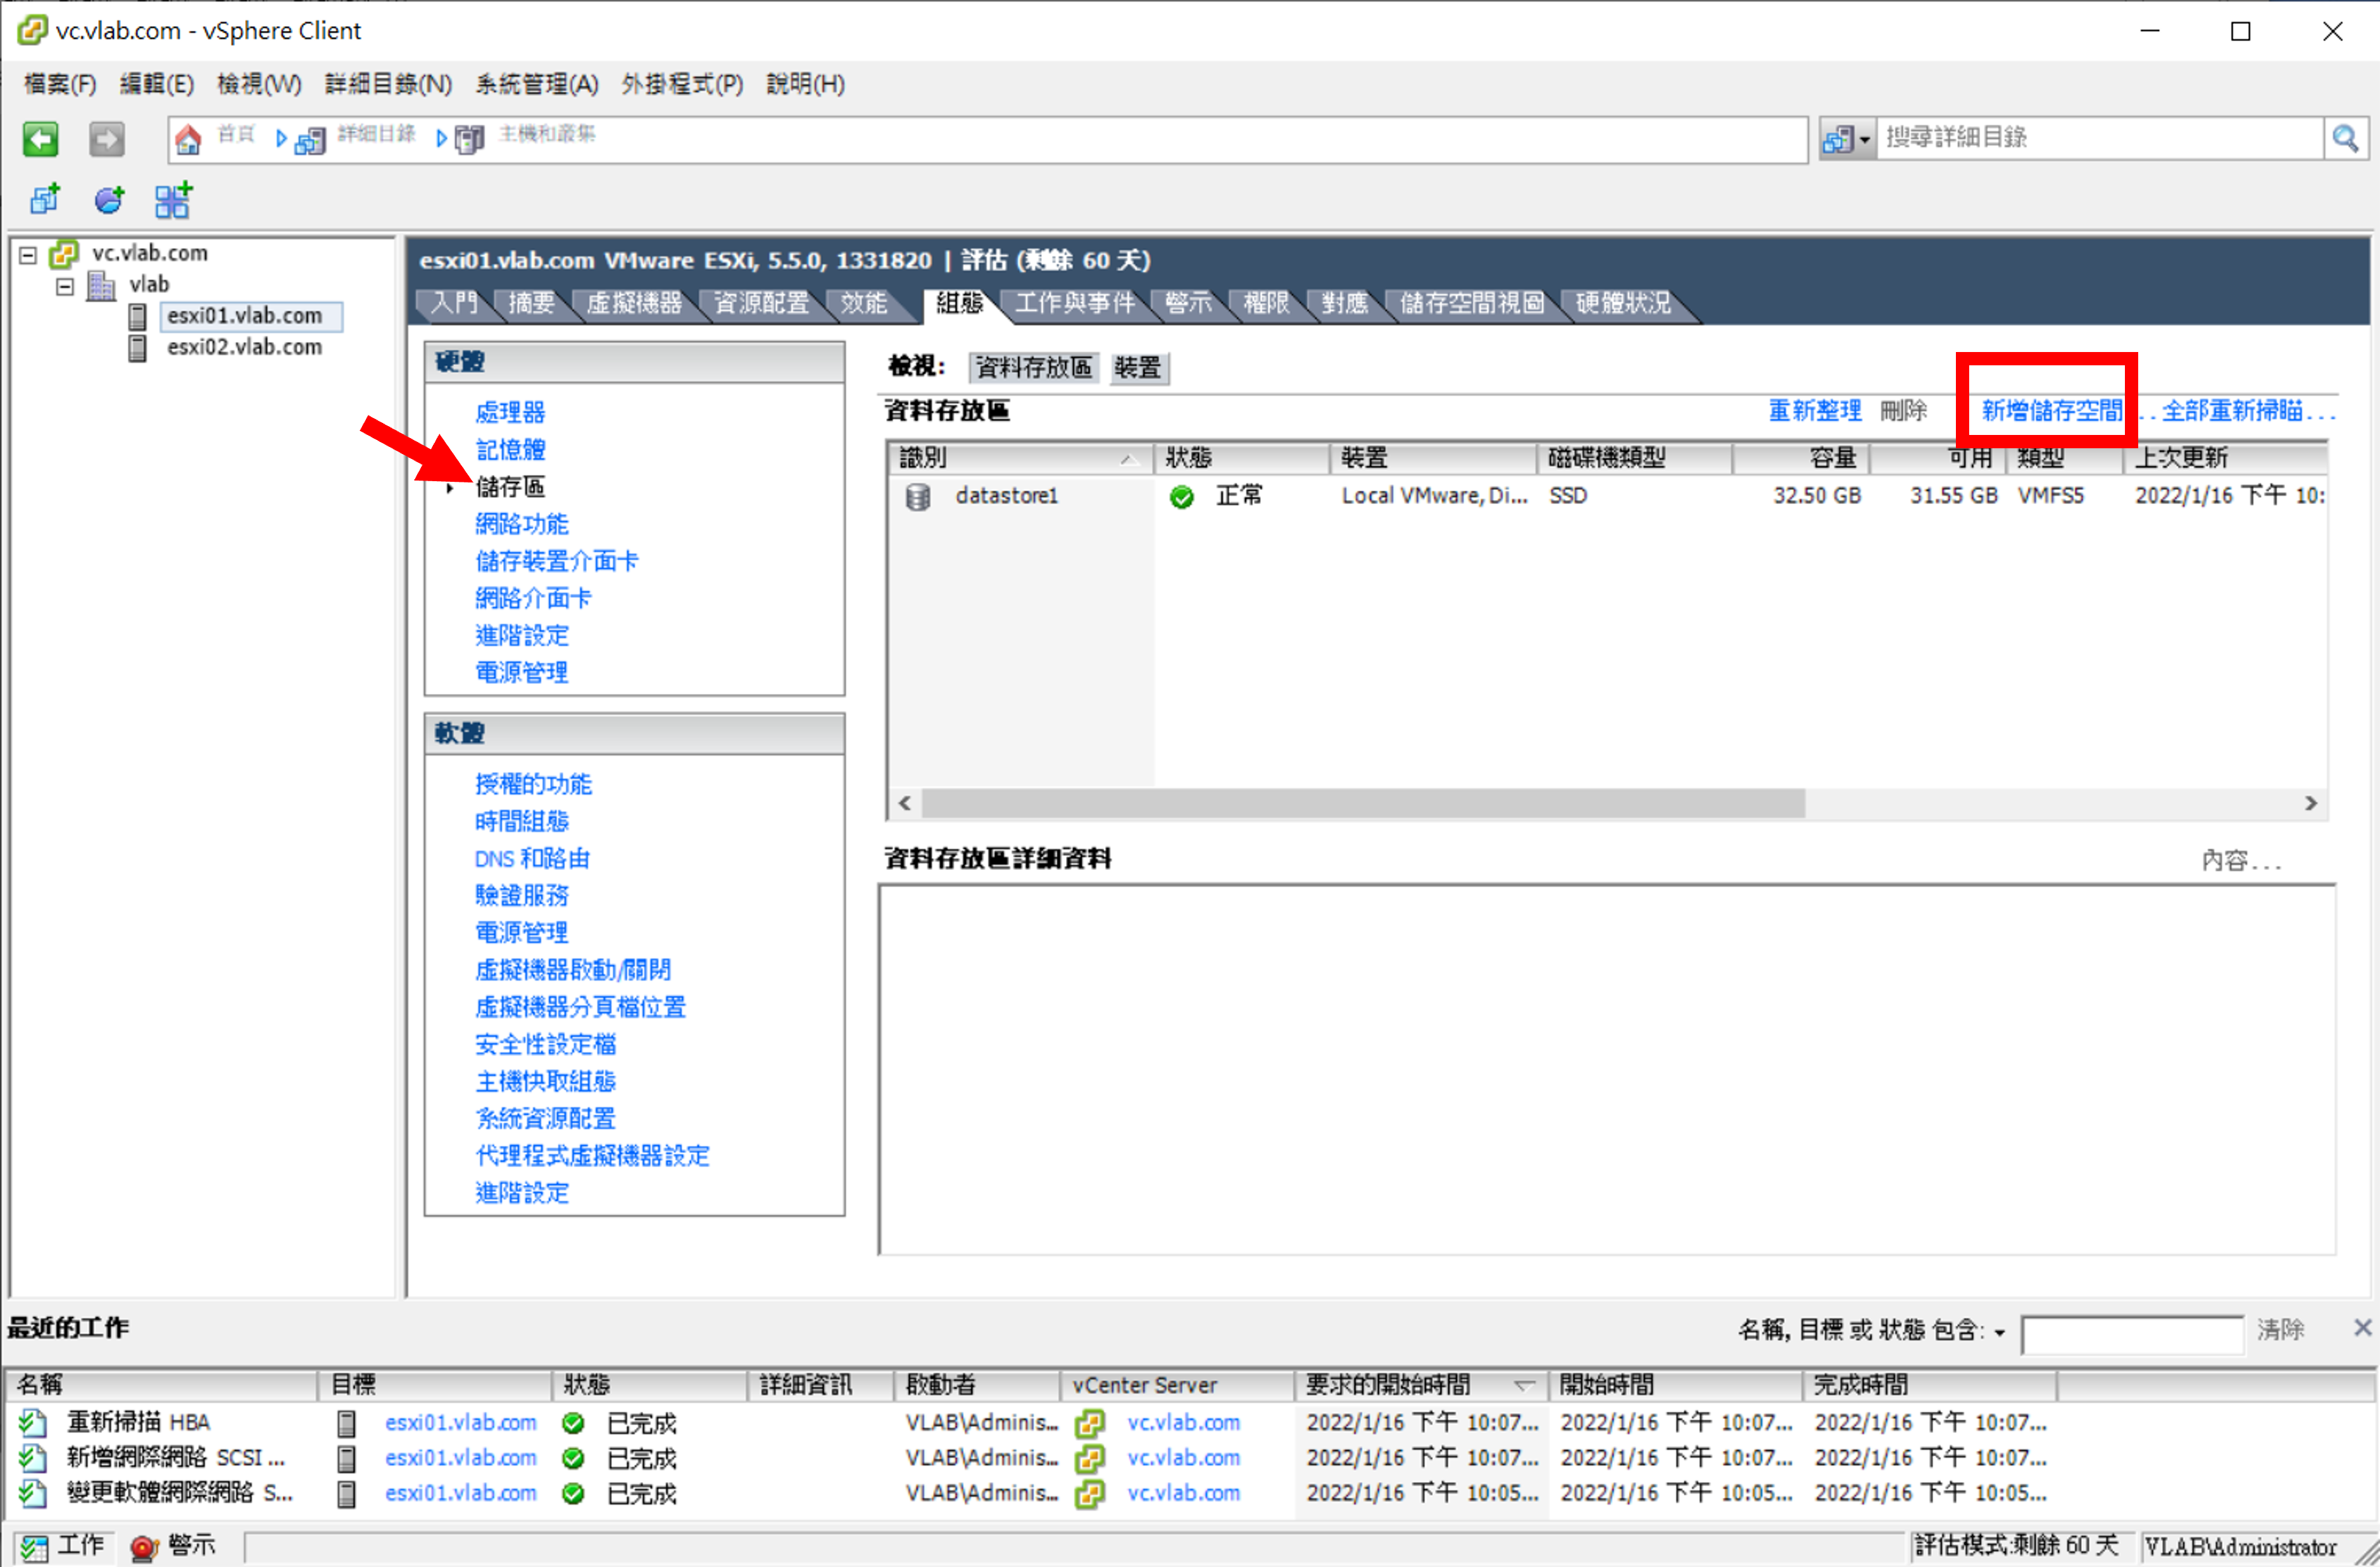 vc.vlab.com - vSphere Client
檔案(F) 編輯(E) 檢視(W) 詳細目錄(N) 系統管理(A) 外掛程式(P) 說明(H)
首頁 詳細目錄 主機和叢集 搜尋詳細目錄
vc.vlab.com
vlab
esxi01.vlab.com
esxi02.vlab.com
esxi01.vlab.com VMware ESXi, 5.5.0, 1331820 | 評估 (剩餘 60 天)
入門 摘要 虛擬機器 資源配置 效能 組態 工作與事件 警示 權限 對應 儲存空間視圖 硬體狀況
硬體
處理器
記憶體
儲存區
網路功能
儲存裝置介面卡
網路介面卡
進階設定
電源管理
軟體
授權的功能
時間組態
DNS 和路由
驗證服務
電源管理
虛擬機器啟動/關閉
虛擬機器分頁檔位置
安全性設定檔
主機快取組態
系統資源配置
代理程式虛擬機器設定
進階設定
檢視: 資料存放區 裝置
資料存放區 重新整理 刪除 新增儲存空間... 全部重新掃瞄...
識別 狀態 裝置 磁碟機類型 容量 可用 類型 上次更新
datastore1 正常 Local VMware, Di... SSD 32.50 GB 31.55 GB VMFS5 2022/1/16 下午 10:
資料存放區詳細資料 內容...
最近的工作 名稱, 目標 或 狀態 包含: 清除
名稱 目標 狀態 詳細資訊 啟動者 vCenter Server 要求的開始時間 開始時間 完成時間
重新掃描 HBA esxi01.vlab.com 已完成 VLAB\Adminis... vc.vlab.com 2022/1/16 下午 10:07... 2022/1/16 下午 10:07... 2022/1/16 下午 10:07...
新增網際網路 SCSI ... esxi01.vlab.com 已完成 VLAB\Adminis... vc.vlab.com 2022/1/16 下午 10:07... 2022/1/16 下午 10:07... 2022/1/16 下午 10:07...
變更軟體網際網路 S... esxi01.vlab.com 已完成 VLAB\Adminis... vc.vlab.com 2022/1/16 下午 10:05... 2022/1/16 下午 10:05... 2022/1/16 下午 10:05...
工作 警示 評估模式:剩餘 60 天 VLAB\Administrator